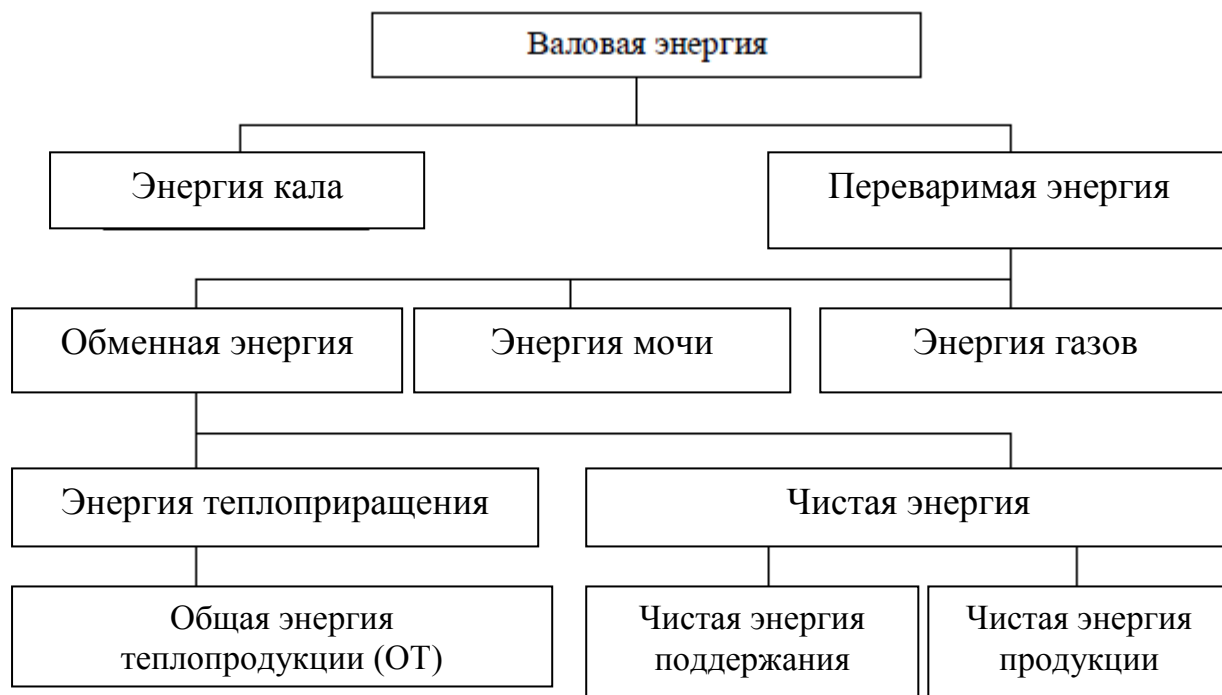 Валовая энергия
Энергия кала
Переваримая энергия
Обменная энергия
Энергия мочи
Энергия газов
Энергия теплоприращения
Чистая энергия
Общая энергия
теплопродукции (ОТ)
Чистая энергия
поддержания
Чистая энергия
продукции